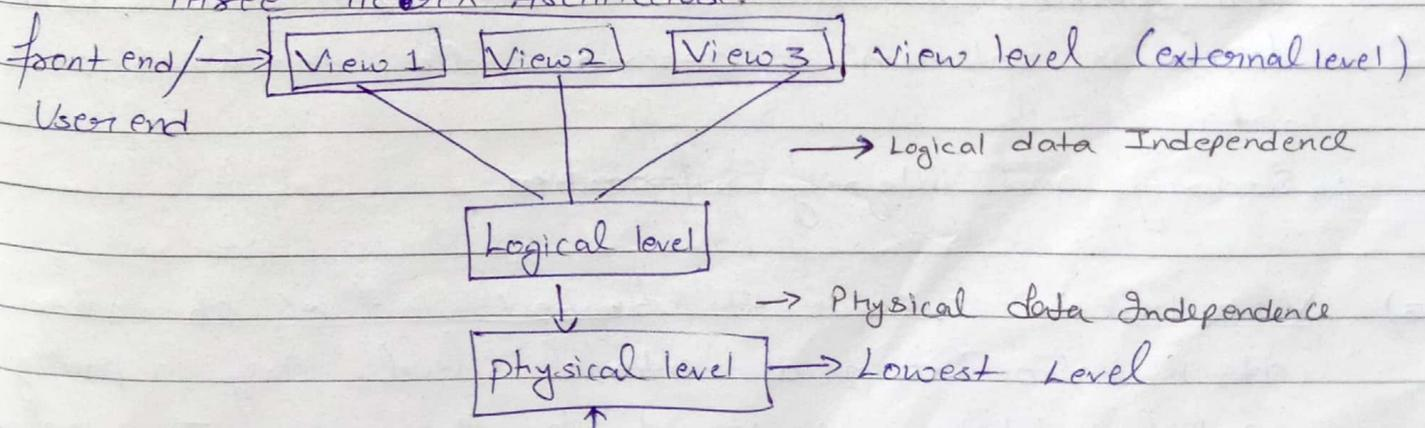 front end/ → View 1 View 2 View 3 View level (external level)
User end
→ Logical data Independence
Logical level
→ Physical data Independence
Physical level → Lowest Level